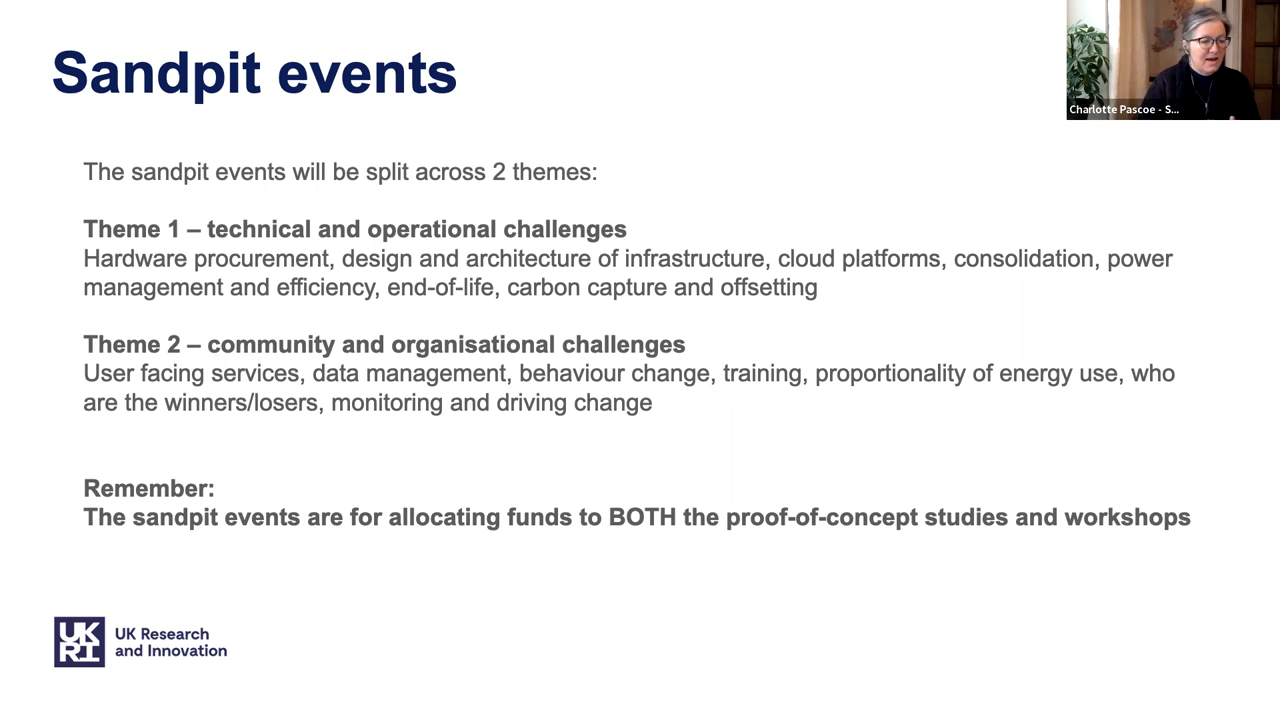 Sandpit events
Charlotte Pascoe - S...
The sandpit events will be split across 2 themes:
Theme 1 – technical and operational challenges
Hardware procurement, design and architecture of infrastructure, cloud platforms, consolidation, power
management and efficiency, end-of-life, carbon capture and offsetting
Theme 2 – community and organisational challenges
User facing services, data management, behaviour change, training, proportionality of energy use, who
are the winners/losers, monitoring and driving change
Remember:
The sandpit events are for allocating funds to BOTH the proof-of-concept studies and workshops
UK
RI
UK Research
and Innovation